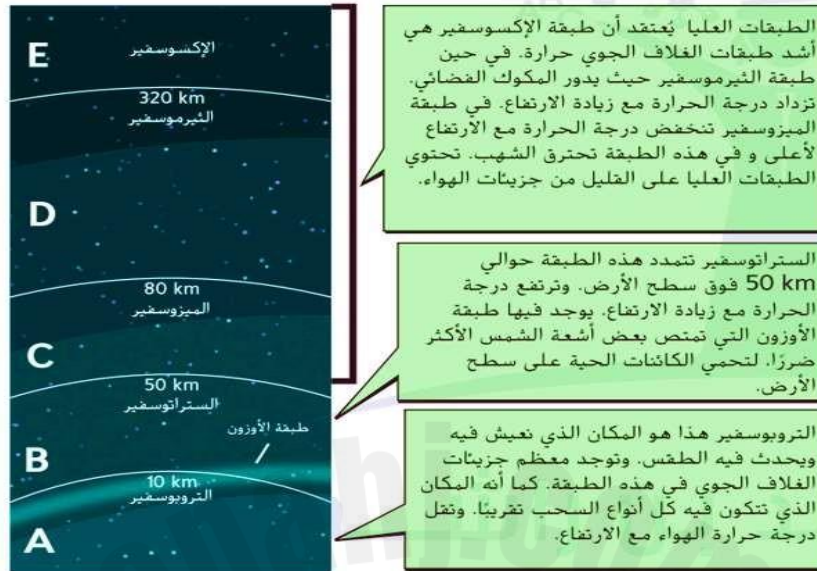 E
الإكسوسفير
320 km
الثيرموسفير
D
80 km
الميزوسفير
C
50 km
الستراتوسفير
طبقة الأوزون
B
10 km
التروبوسفير
A
الطبقات العليا يُعتقد أن طبقة الإكسوسفير هي
أشد طبقات الغلاف الجوي حرارة. في حين
طبقة الثيرموسفير حيث يدور المكوك الفضائي.
تزداد درجة الحرارة مع زيادة الارتفاع. في طبقة
الميزوسفير تنخفض درجة الحرارة مع الارتفاع
لأعلى و في هذه الطبقة تحترق الشهب. تحتوي
الطبقات العليا على القليل من جزيئات الهواء.
الستراتوسفير تتمدد هذه الطبقة حوالي
50 km فوق سطح الأرض. وترتفع درجة
الحرارة مع زيادة الارتفاع. يوجد فيها طبقة
الأوزون التي تمتص بعض أشعة الشمس الأكثر
ضررًا، لتحمي الكائنات الحية على سطح
الأرض.
التروبوسفير هذا هو المكان الذي نعيش فيه
ويحدث فيه الطقس. وتوجد معظم جزيئات
الغلاف الجوي في هذه الطبقة. كما أنه المكان
الذي تتكون فيه كل أنواع السحب تقريبًا. وتقل
درجة حرارة الهواء مع الارتفاع.